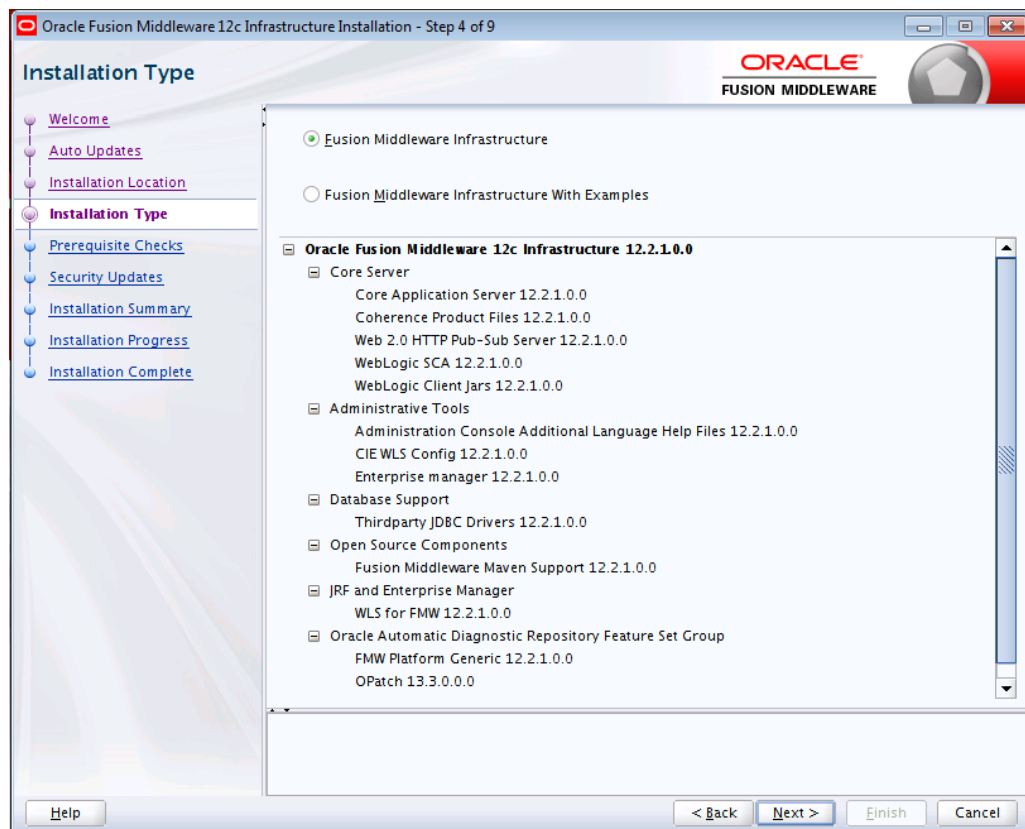 Oracle Fusion Middleware 12c Infrastructure Installation - Step 4 of 9
Installation Type
ORACLE
FUSION MIDDLEWARE
Welcome
Auto Updates
Installation Location
Installation Type
Prerequisite Checks
Security Updates
Installation Summary
Installation Progress
Installation Complete
Fusion Middleware Infrastructure
Fusion Middleware Infrastructure With Examples
Oracle Fusion Middleware 12c Infrastructure 12.2.1.0.0
Core Server
Core Application Server 12.2.1.0.0
Coherence Product Files 12.2.1.0.0
Web 2.0 HTTP Pub-Sub Server 12.2.1.0.0
WebLogic SCA 12.2.1.0.0
WebLogic Client Jars 12.2.1.0.0
Administrative Tools
Administration Console Additional Language Help Files 12.2.1.0.0
CIE WLS Config 12.2.1.0.0
Enterprise manager 12.2.1.0.0
Database Support
Thirdparty JDBC Drivers 12.2.1.0.0
Open Source Components
Fusion Middleware Maven Support 12.2.1.0.0
JRF and Enterprise Manager
WLS for FMW 12.2.1.0.0
Oracle Automatic Diagnostic Repository Feature Set Group
FMW Platform Generic 12.2.1.0.0
OPatch 13.3.0.0.0
Help
< Back
Next >
Finish
Cancel